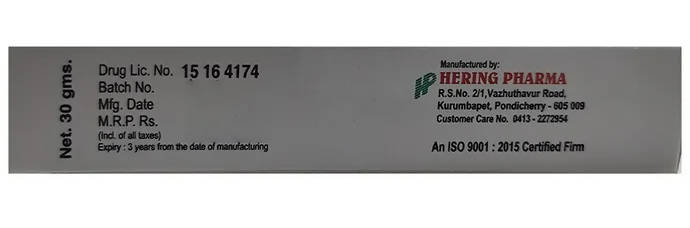 Net. 30 gms.
Drug Lic. No. 15 16 4174
Batch No.
Mfg. Date
M.R.P. Rs.
(Incl. of all taxes)
Expiry : 3 years from the date of manufacturing
Manufactured by:
HP HERING PHARMA
R.S.No. 2/1,Vazhuthavur Road,
Kurumbapet, Pondicherry - 605 009
Customer Care No. 0413 - 2272954
An ISO 9001 : 2015 Certified Firm